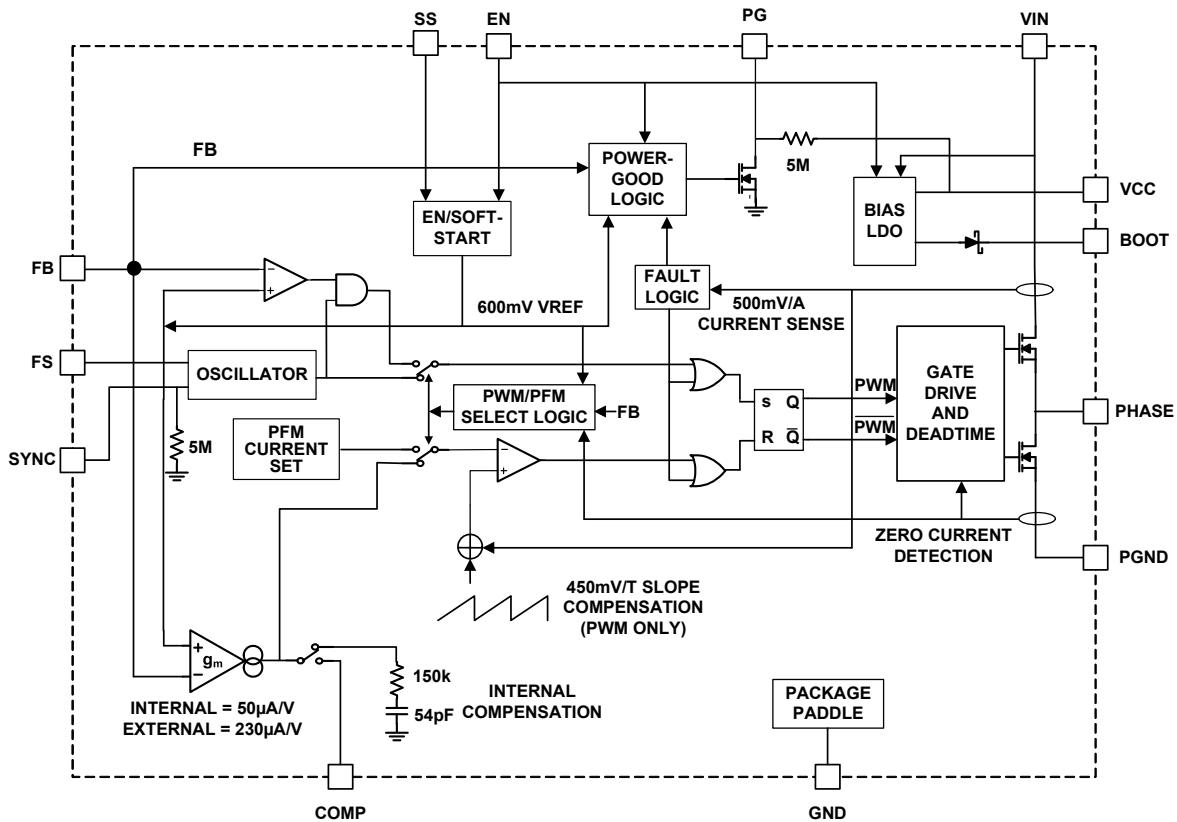 SS
EN
PG
VIN
FB
POWER-
GOOD
LOGIC
5M
BIAS
LDO
VCC
BOOT
EN/SOFT-
START
FB
FAULT
LOGIC
500mV/A
CURRENT SENSE
600mV VREF
FS
OSCILLATOR
PWM/PFM
SELECT LOGIC
FB
S Q
R Q̅
PWM
P̅W̅M̅
GATE
DRIVE
AND
DEADTIME
PHASE
SYNC
5M
PFM
CURRENT
SET
ZERO CURRENT
DETECTION
PGND
450mV/T SLOPE
COMPENSATION
(PWM ONLY)
gm
INTERNAL = 50µA/V
EXTERNAL = 230µA/V
150k
54pF
INTERNAL
COMPENSATION
PACKAGE
PADDLE
COMP
GND
− +
− +
+ −